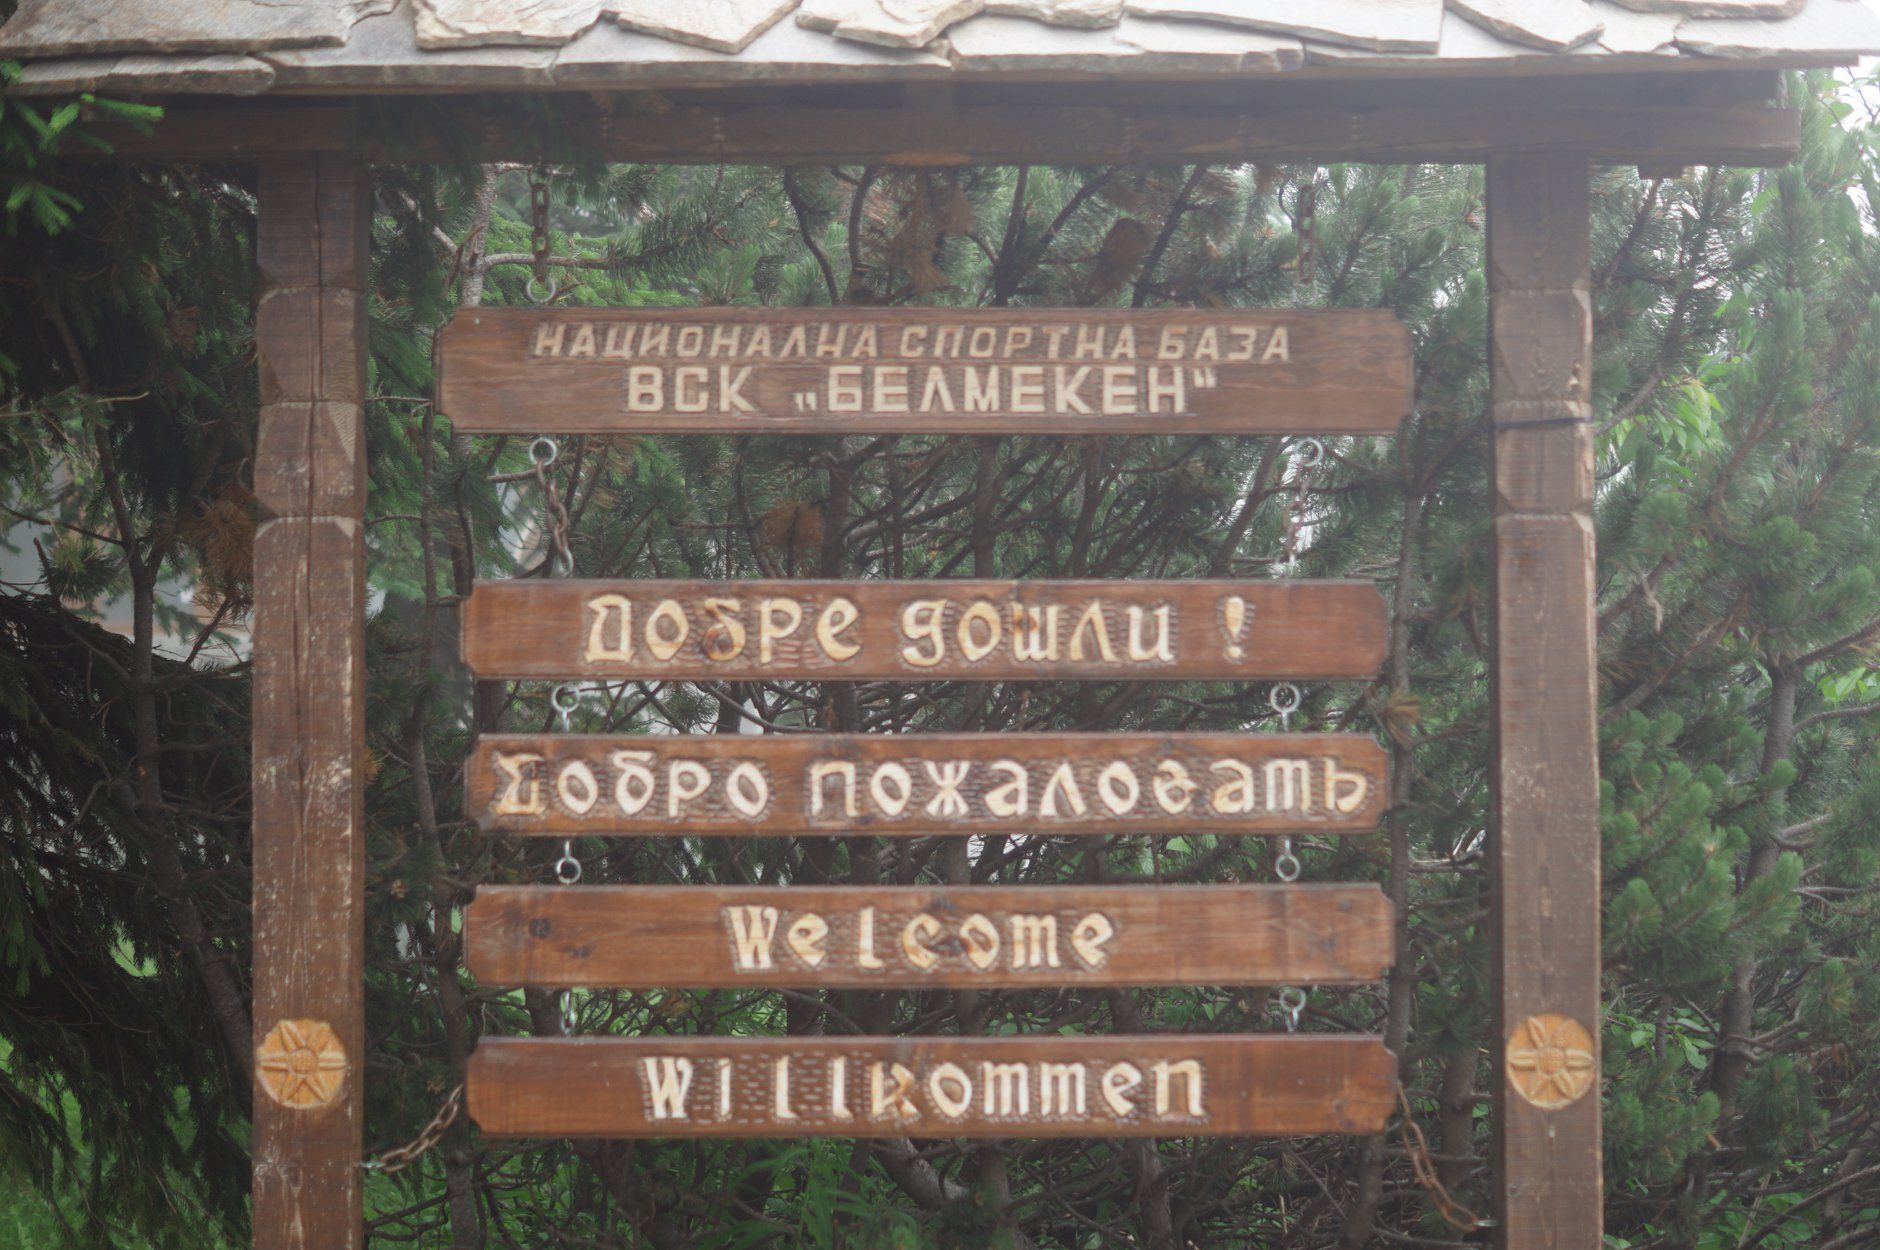 НАЦИОНАЛНА СПОРТНА БАЗА
ВСК „БЕЛМЕКЕН“
Добре дошли !
Добро пожаловать
Welcome
Willkommen